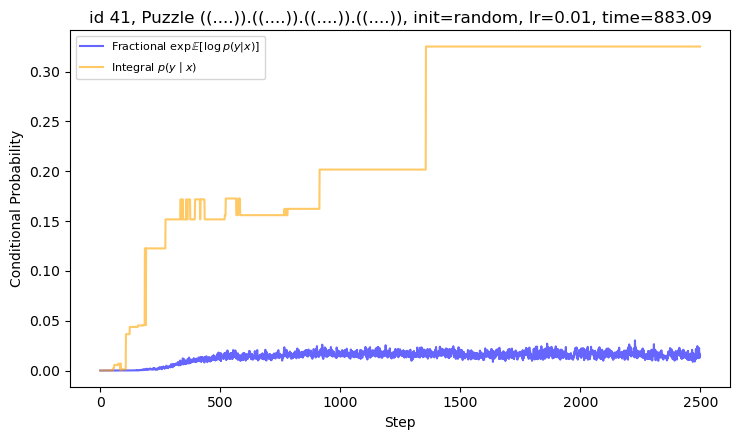 id 41, Puzzle ((....)).((....)).((....)).((....)), init=random, lr=0.01, time=883.09
Fractional exp𝔼[log p(y|x)]
Integral p(y | x)
Conditional Probability
0.30
0.25
0.20
0.15
0.10
0.05
0.00
0
500
1000
1500
2000
2500
Step